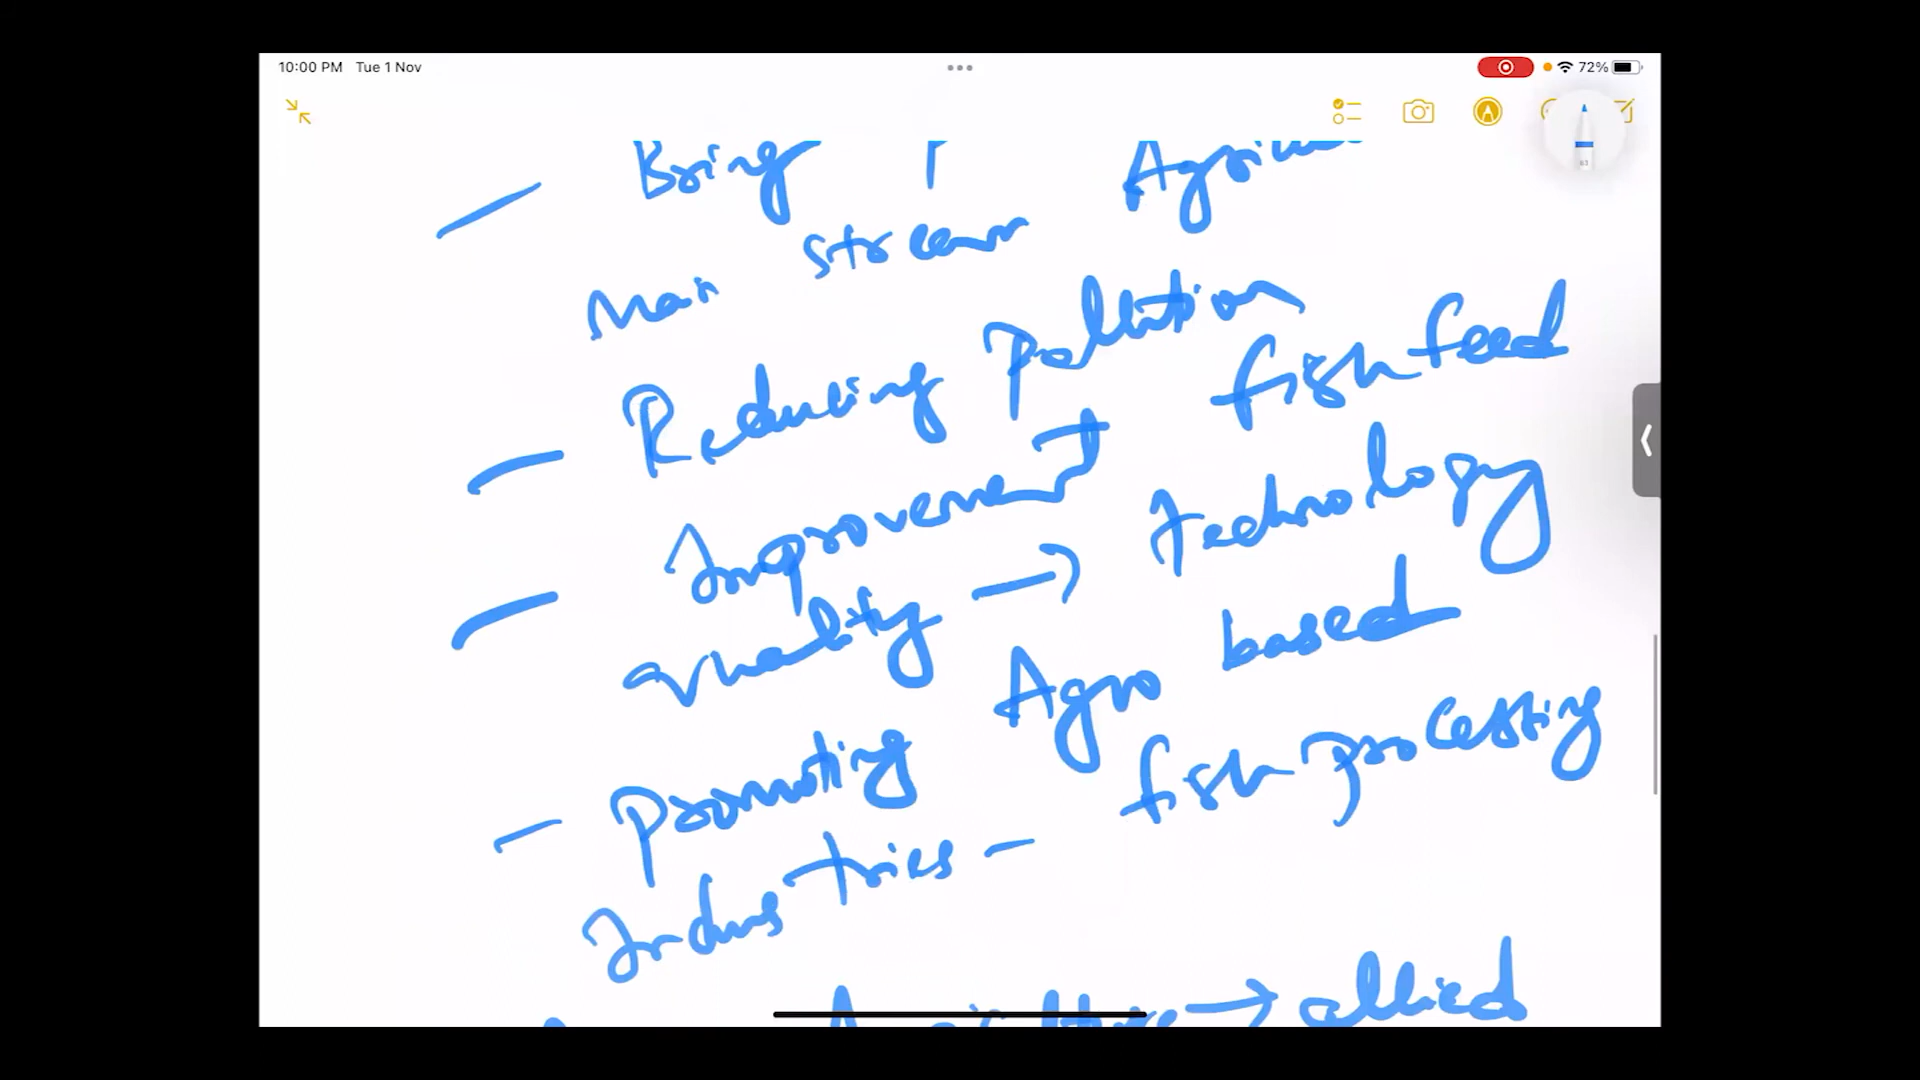 10:00 PM Tue 1 Nov
72%
— Bring Agricul
Main stream
— Reducing pollution
— Improvement fish feed
quality → Technology
- promoting Agro based
Industries - fish processing
→ allied